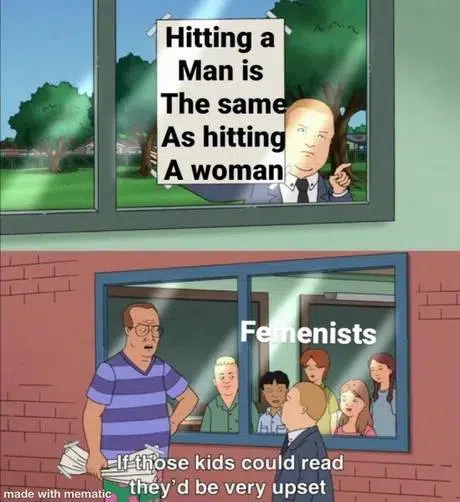 Hitting a
Man is
The same
As hitting
A woman
Femenists
If those kids could read
they'd be very upset
made with mematic